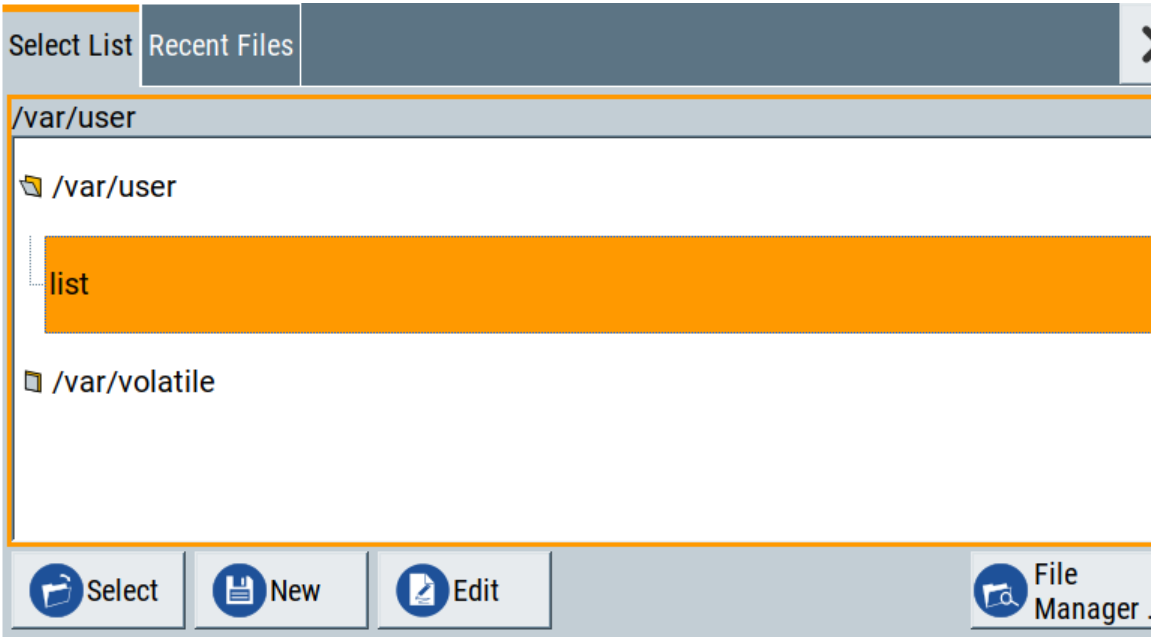 Select List Recent Files
/var/user
/var/user
list
/var/volatile
Select New Edit File
Manager .